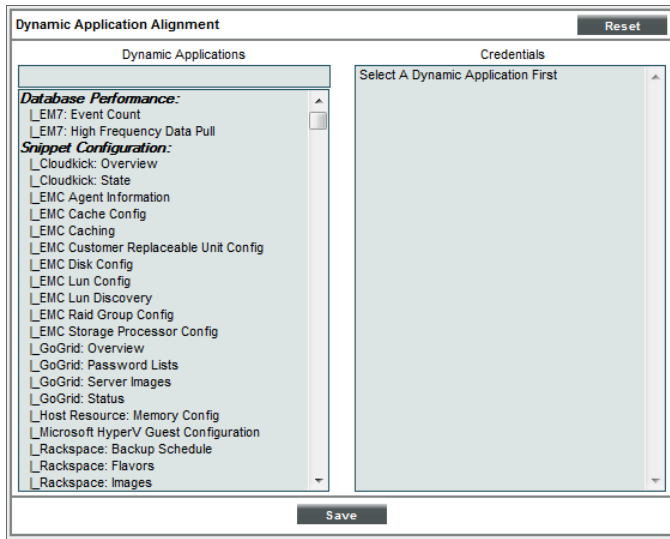 Dynamic Application Alignment
Reset
Dynamic Applications
Database Performance:
|_EM7: Event Count
|_EM7: High Frequency Data Pull
Snippet Configuration:
|_Cloudkick: Overview
|_Cloudkick: State
|_EMC Agent Information
|_EMC Cache Config
|_EMC Caching
|_EMC Customer Replaceable Unit Config
|_EMC Disk Config
|_EMC Lun Config
|_EMC Lun Discovery
|_EMC Raid Group Config
|_EMC Storage Processor Config
|_GoGrid: Overview
|_GoGrid: Password Lists
|_GoGrid: Server Images
|_GoGrid: Status
|_Host Resource: Memory Config
|_Microsoft HyperV Guest Configuration
|_Rackspace: Backup Schedule
|_Rackspace: Flavors
|_Rackspace: Images
Credentials
Select A Dynamic Application First
Save